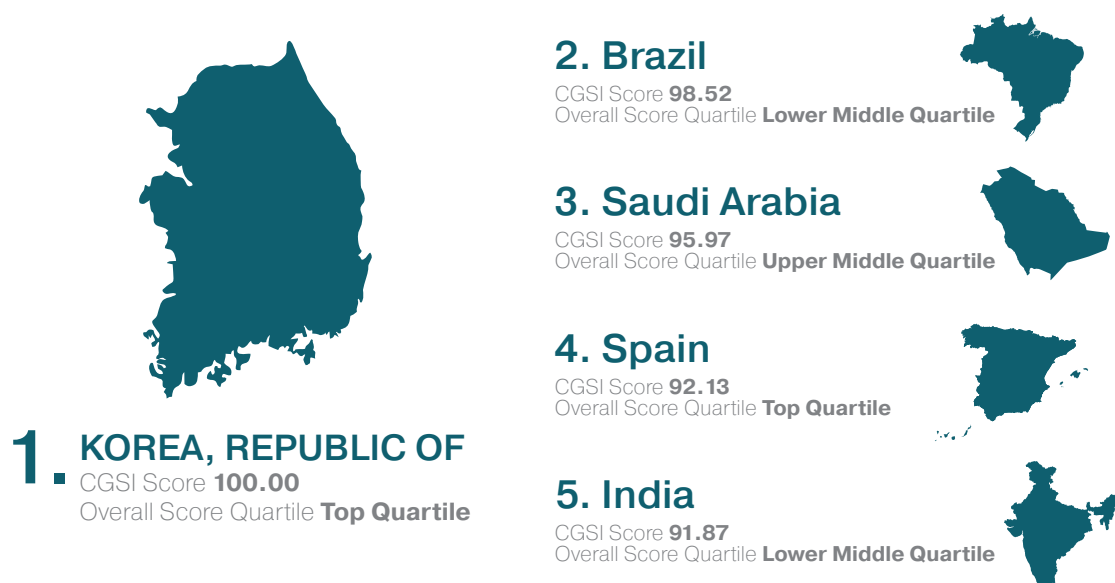 1. KOREA, REPUBLIC OF
CGSI Score 100.00
Overall Score Quartile Top Quartile
2. Brazil
CGSI Score 98.52
Overall Score Quartile Lower Middle Quartile
3. Saudi Arabia
CGSI Score 95.97
Overall Score Quartile Upper Middle Quartile
4. Spain
CGSI Score 92.13
Overall Score Quartile Top Quartile
5. India
CGSI Score 91.87
Overall Score Quartile Lower Middle Quartile